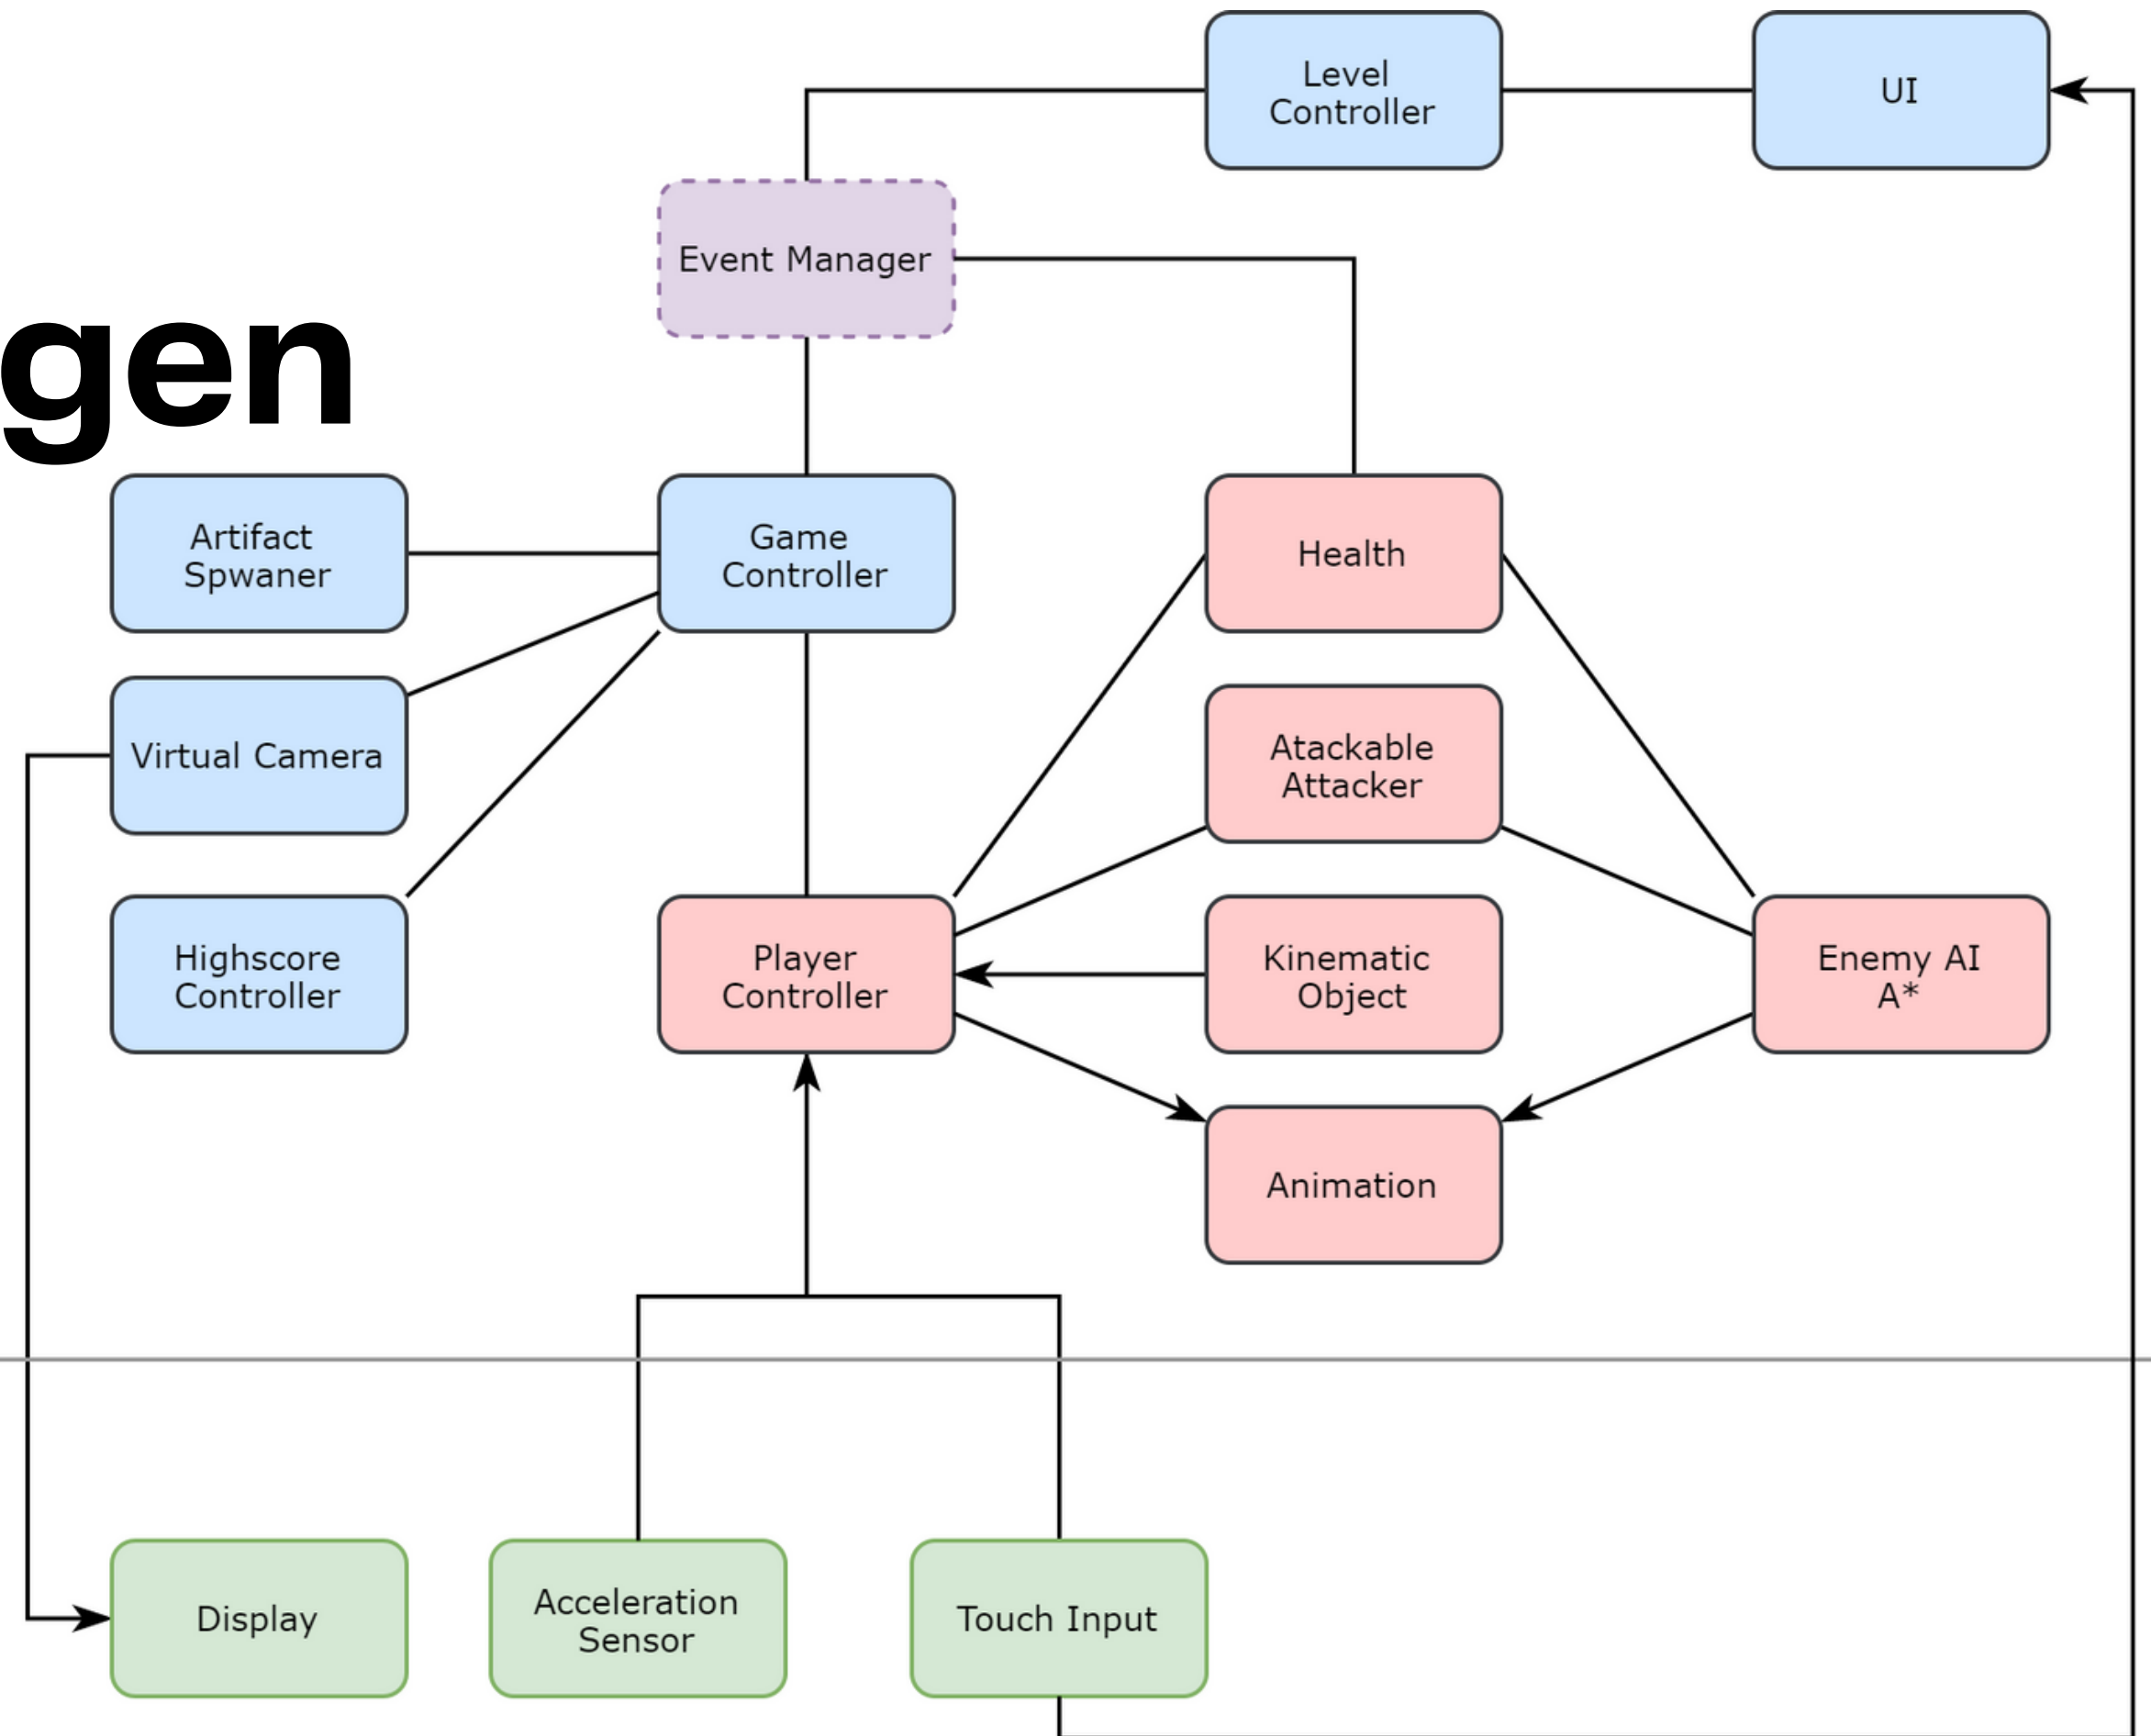 Level
Controller
UI
Event Manager
gen
Artifact
Spwaner
Game
Controller
Health
Virtual Camera
Atackable
Attacker
Highscore
Controller
Player
Controller
Kinematic
Object
Enemy AI
A*
Animation
Display
Acceleration
Sensor
Touch Input